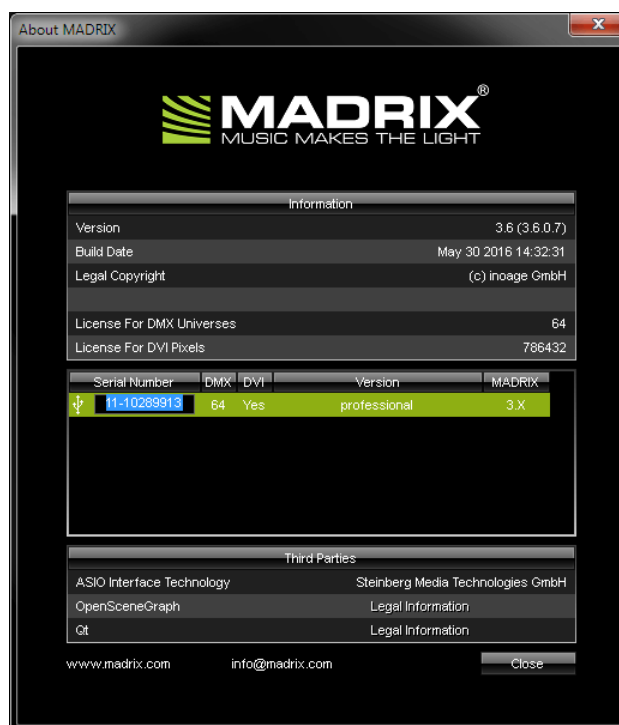 About MADRIX
MADRIX®
MUSIC MAKES THE LIGHT
Information
Version 3.6 (3.6.0.7)
Build Date May 30 2016 14:32:31
Legal Copyright (c) inoage GmbH
License For DMX Universes 64
License For DVI Pixels 786432
Serial Number DMX DVI Version MADRIX
11-10289913 64 Yes professional 3.X
Third Parties
ASIO Interface Technology Steinberg Media Technologies GmbH
OpenSceneGraph Legal Information
Qt Legal Information
www.madrix.com info@madrix.com Close